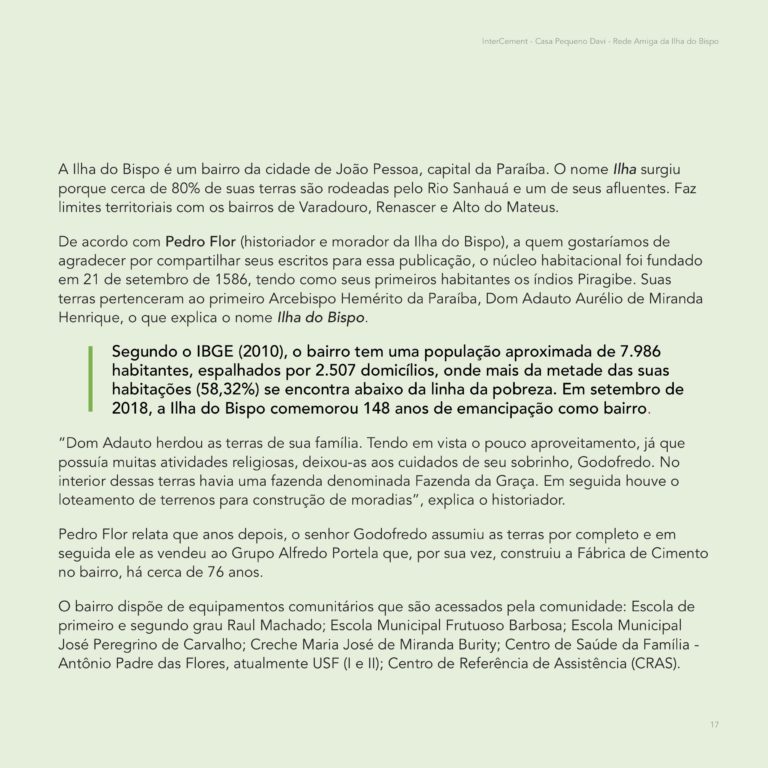 InterCement - Casa Pequeno Davi - Rede Amiga da Ilha do Bispo
A Ilha do Bispo é um bairro da cidade de João Pessoa, capital da Paraíba. O nome Ilha surgiu
porque cerca de 80% de suas terras são rodeadas pelo Rio Sanhauá e um de seus afluentes. Faz
limites territoriais com os bairros de Varadouro, Renascer e Alto do Mateus.
De acordo com Pedro Flor (historiador e morador da Ilha do Bispo), a quem gostaríamos de
agradecer por compartilhar seus escritos para essa publicação, o núcleo habitacional foi fundado
em 21 de setembro de 1586, tendo como seus primeiros habitantes os índios Piragibe. Suas
terras pertenceram ao primeiro Arcebispo Hemérito da Paraíba, Dom Adauto Aurélio de Miranda
Henrique, o que explica o nome Ilha do Bispo.
Segundo o IBGE (2010), o bairro tem uma população aproximada de 7.986
habitantes, espalhados por 2.507 domicílios, onde mais da metade das suas
habitações (58,32%) se encontra abaixo da linha da pobreza. Em setembro de
2018, a Ilha do Bispo comemorou 148 anos de emancipação como bairro.
“Dom Adauto herdou as terras de sua família. Tendo em vista o pouco aproveitamento, já que
possuía muitas atividades religiosas, deixou-as aos cuidados de seu sobrinho, Godofredo. No
interior dessas terras havia uma fazenda denominada Fazenda da Graça. Em seguida houve o
loteamento de terrenos para construção de moradias”, explica o historiador.
Pedro Flor relata que anos depois, o senhor Godofredo assumiu as terras por completo e em
seguida ele as vendeu ao Grupo Alfredo Portela que, por sua vez, construiu a Fábrica de Cimento
no bairro, há cerca de 76 anos.
O bairro dispõe de equipamentos comunitários que são acessados pela comunidade: Escola de
primeiro e segundo grau Raul Machado; Escola Municipal Frutuoso Barbosa; Escola Municipal
José Peregrino de Carvalho; Creche Maria José de Miranda Burity; Centro de Saúde da Família -
Antônio Padre das Flores, atualmente USF (I e II); Centro de Referência de Assistência (CRAS).
17